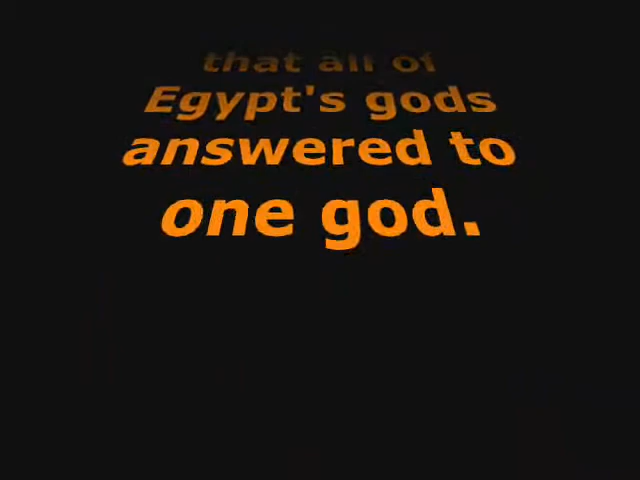 that all of
Egypt's gods
answered to
one god.